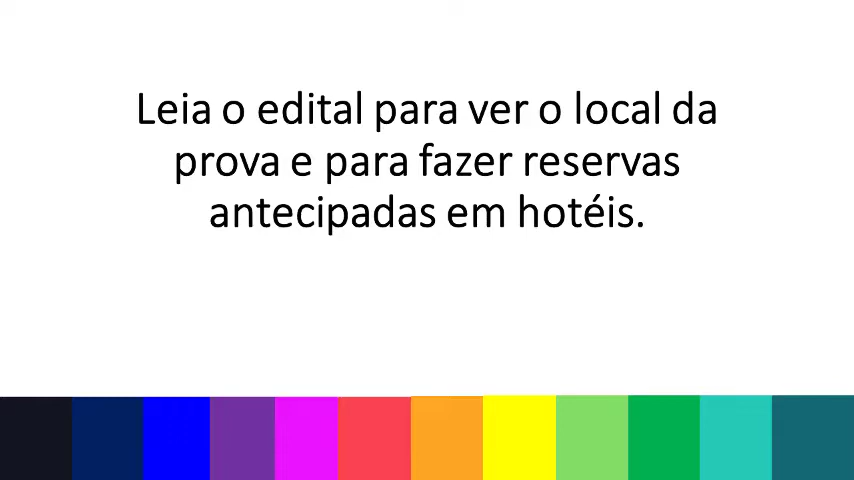 Leia o edital para ver o local da
prova e para fazer reservas
antecipadas em hotéis.